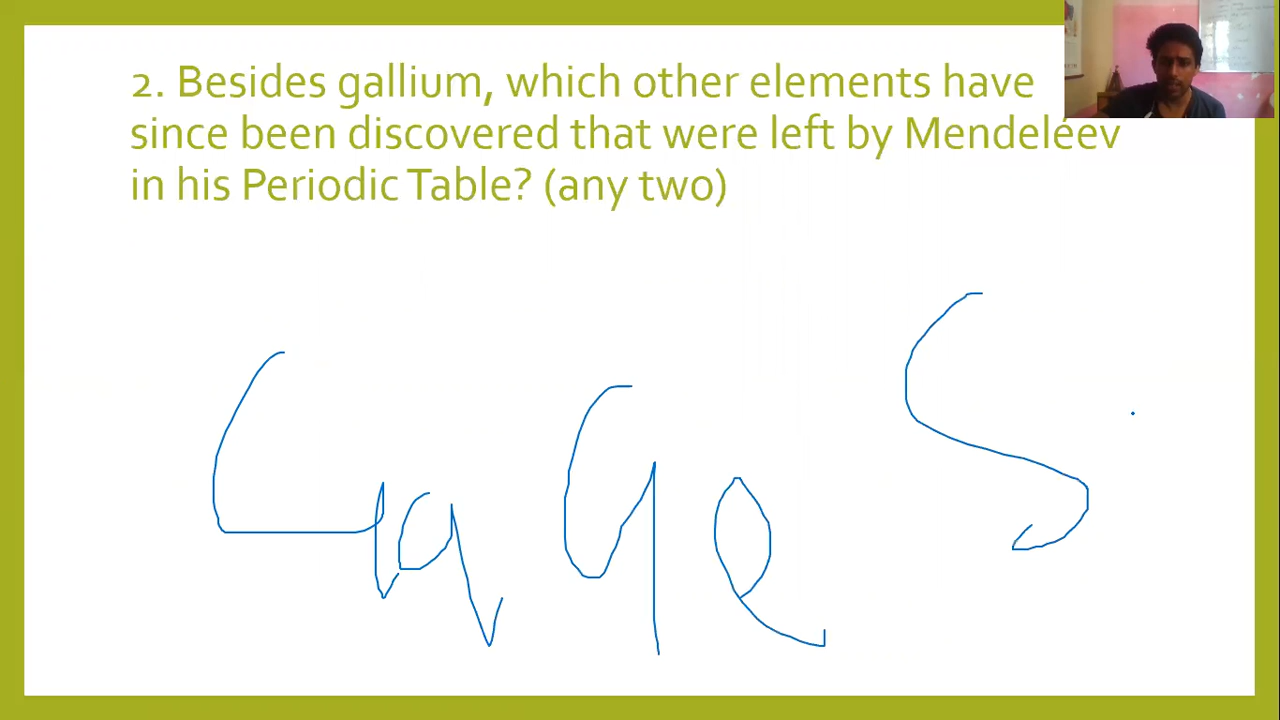 2. Besides gallium, which other elements have
since been discovered that were left by Mendeléev
in his Periodic Table? (any two)
Ga Ge S